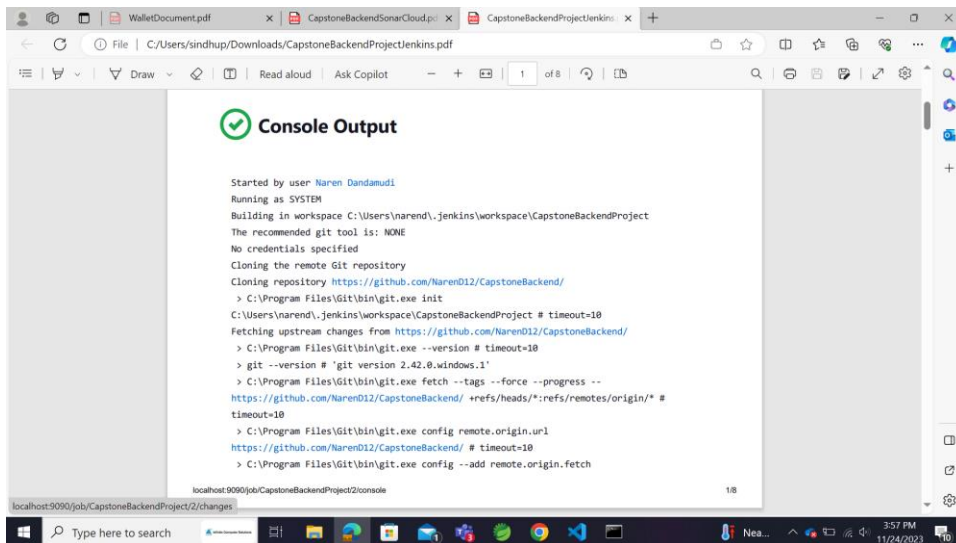 WalletDocument.pdf
CapstoneBackendSonarCloud.pd
CapstoneBackendProjectJenkins.
File | C:/Users/sindhup/Downloads/CapstoneBackendProjectJenkins.pdf
Draw
Read aloud
Ask Copilot
1 of 8
Console Output
Started by user Naren Dandamudi
Running as SYSTEM
Building in workspace C:\Users\narend\.jenkins\workspace\CapstoneBackendProject
The recommended git tool is: NONE
No credentials specified
Cloning the remote Git repository
Cloning repository https://github.com/NarenD12/CapstoneBackend/
> C:\Program Files\Git\bin\git.exe init
C:\Users\narend\.jenkins\workspace\CapstoneBackendProject # timeout=10
Fetching upstream changes from https://github.com/NarenD12/CapstoneBackend/
> C:\Program Files\Git\bin\git.exe --version # timeout=10
> git --version # 'git version 2.42.0.windows.1'
> C:\Program Files\Git\bin\git.exe fetch --tags --force --progress --
https://github.com/NarenD12/CapstoneBackend/ +refs/heads/*:refs/remotes/origin/* #
timeout=10
> C:\Program Files\Git\bin\git.exe config remote.origin.url
https://github.com/NarenD12/CapstoneBackend/ # timeout=10
> C:\Program Files\Git\bin\git.exe config --add remote.origin.fetch
localhost:9090/job/CapstoneBackendProject/2/console
1/8
localhost:9090/job/CapstoneBackendProject/2/changes
Type here to search
Nea...
3:57 PM
11/24/2023